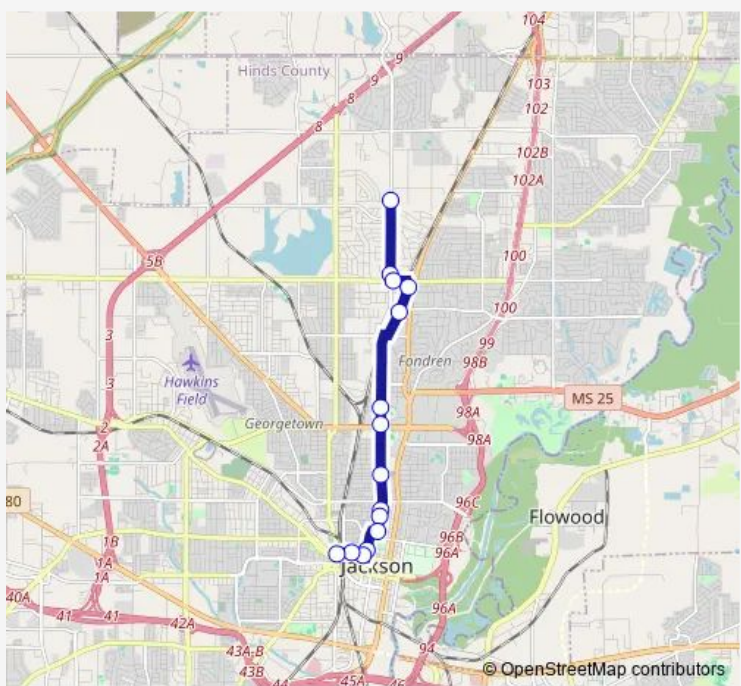 104
9
Hinds County
9
8
103
102
8
102B
102A
5B
100
3
100
99
Hawkins
Field
Fondren
98B
3
MS 25
98A
2
2A
Georgetown
98A
80
96C
Flowood
1B
96B
96A
1A
1A
Jackson
40A
41
41
42A
96A
43A-B
43B
94
44
45A
© OpenStreetMap contributors